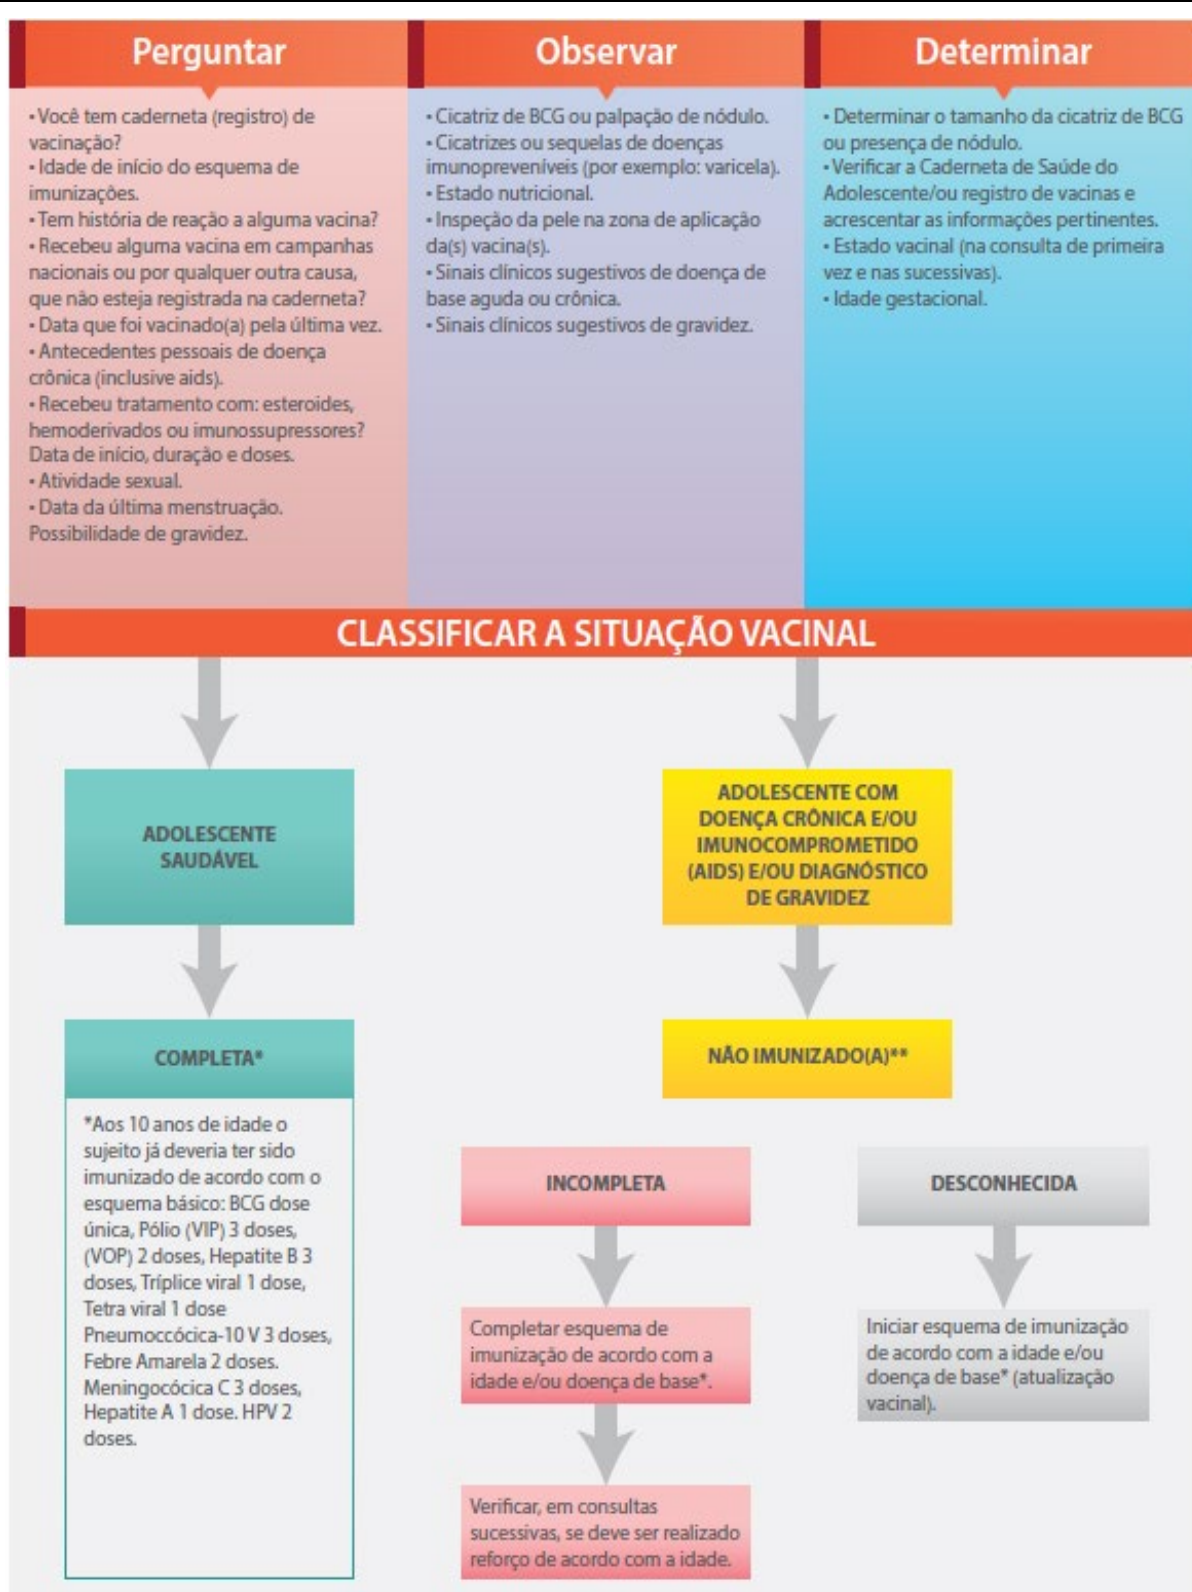 Perguntar
• Você tem caderneta (registro) de
vacinação?
• Idade de início do esquema de
imunizações.
• Tem história de reação a alguma vacina?
• Recebeu alguma vacina em campanhas
nacionais ou por qualquer outra causa,
que não esteja registrada na caderneta?
• Data que foi vacinado(a) pela última vez.
• Antecedentes pessoais de doença
crônica (inclusive aids).
• Recebeu tratamento com: esteroides,
hemoderivados ou imunossupressores?
Data de início, duração e doses.
• Atividade sexual.
• Data da última menstruação.
Possibilidade de gravidez.
Observar
• Cicatriz de BCG ou palpação de nódulo.
• Cicatrizes ou sequelas de doenças
imunopreveníveis (por exemplo: varicela).
• Estado nutricional.
• Inspeção da pele na zona de aplicação
da(s) vacina(s).
• Sinais clínicos sugestivos de doença de
base aguda ou crônica.
• Sinais clínicos sugestivos de gravidez.
Determinar
• Determinar o tamanho da cicatriz de BCG
ou presença de nódulo.
• Verificar a Caderneta de Saúde do
Adolescente/ou registro de vacinas e
acrescentar as informações pertinentes.
• Estado vacinal (na consulta de primeira
vez e nas sucessivas).
• Idade gestacional.
CLASSIFICAR A SITUAÇÃO VACINAL
ADOLESCENTE
SAUDÁVEL
COMPLETA*
*Aos 10 anos de idade o
sujeito já deveria ter sido
imunizado de acordo com o
esquema básico: BCG dose
única, Pólio (VIP) 3 doses,
(VOP) 2 doses, Hepatite B 3
doses, Tríplice viral 1 dose,
Tetra viral 1 dose
Pneumoccócica-10 V 3 doses,
Febre Amarela 2 doses.
Meningocócica C 3 doses,
Hepatite A 1 dose. HPV 2
doses.
ADOLESCENTE COM
DOENÇA CRÔNICA E/OU
IMUNOCOMPROMETIDO
(AIDS) E/OU DIAGNÓSTICO
DE GRAVIDEZ
NÃO IMUNIZADO(A)**
INCOMPLETA
Completar esquema de
imunização de acordo com a
idade e/ou doença de base*.
Verificar, em consultas
sucessivas, se deve ser realizado
reforço de acordo com a idade.
DESCONHECIDA
Iniciar esquema de imunização
de acordo com a idade e/ou
doença de base* (atualização
vacinal).